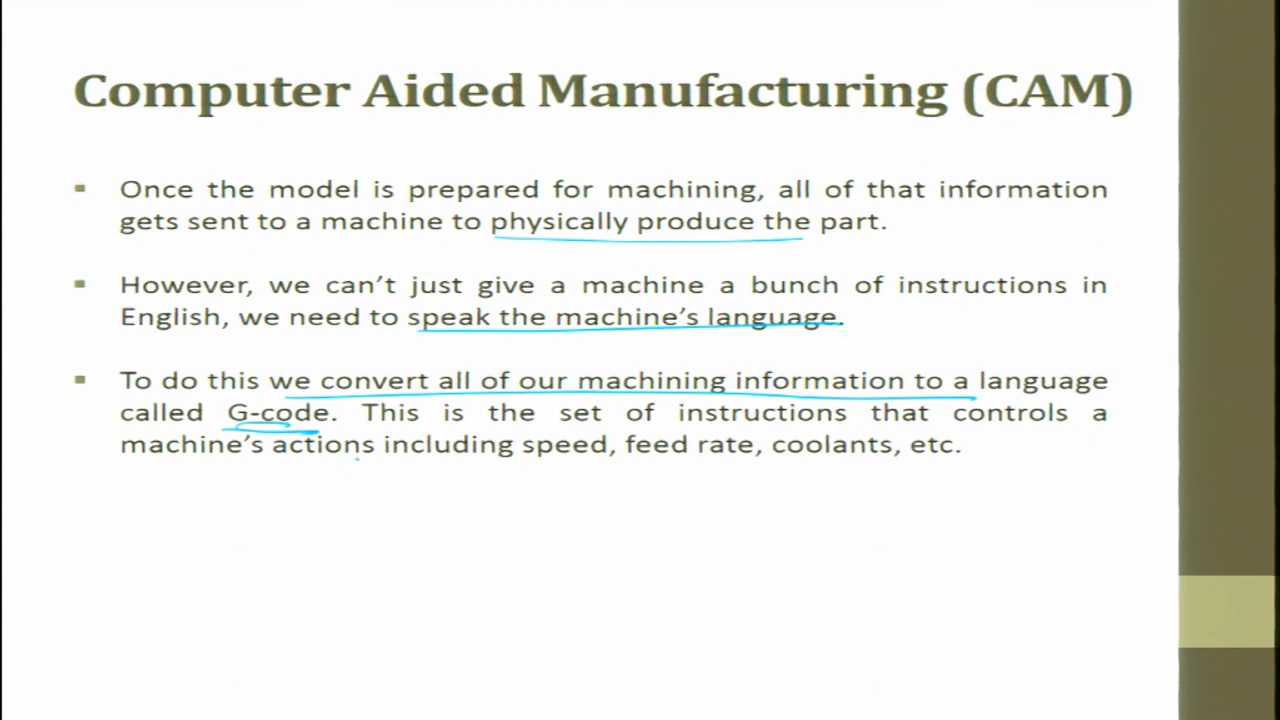 Computer Aided Manufacturing (CAM)
▪ Once the model is prepared for machining, all of that information
gets sent to a machine to physically produce the part.
▪ However, we can't just give a machine a bunch of instructions in
English, we need to speak the machine's language.
▪ To do this we convert all of our machining information to a language
called G-code. This is the set of instructions that controls a
machine's actions including speed, feed rate, coolants, etc.